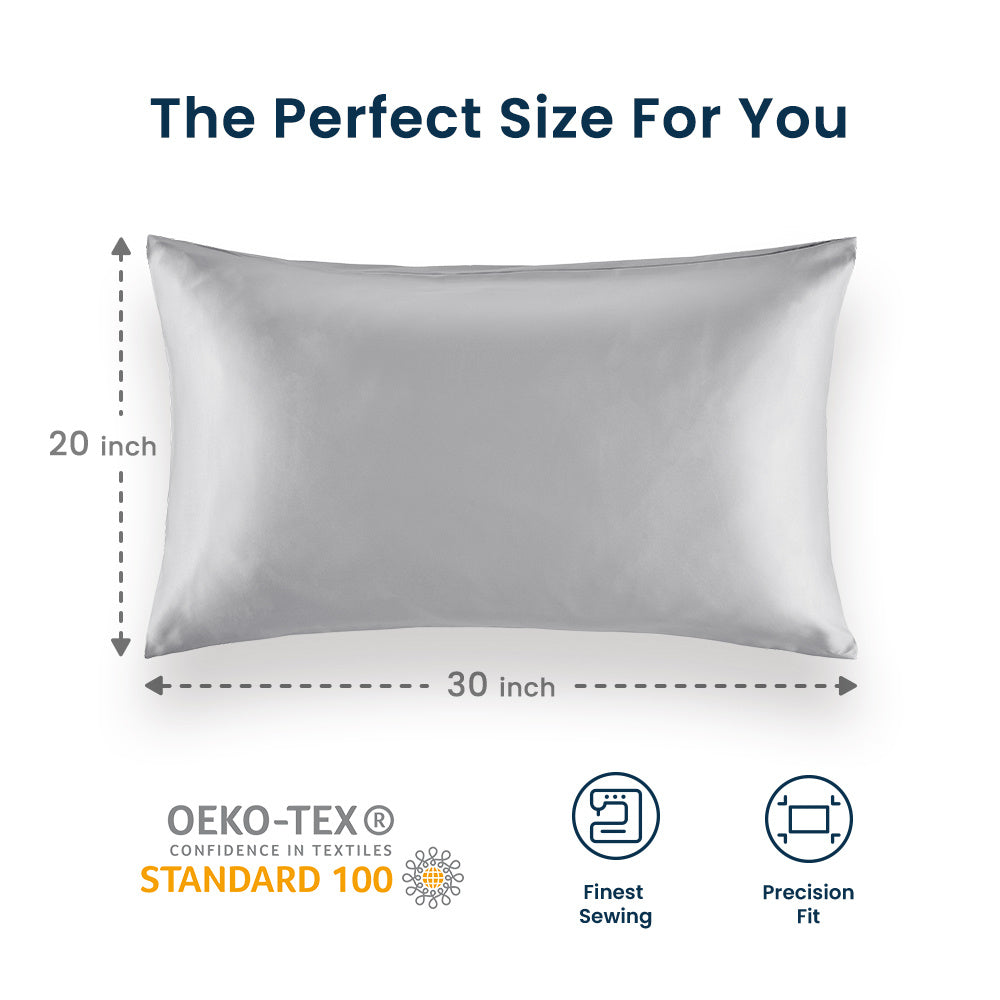 The Perfect Size For You
20 inch
30 inch
OEKO-TEX®
CONFIDENCE IN TEXTILES
STANDARD 100
Finest
Sewing
Precision
Fit